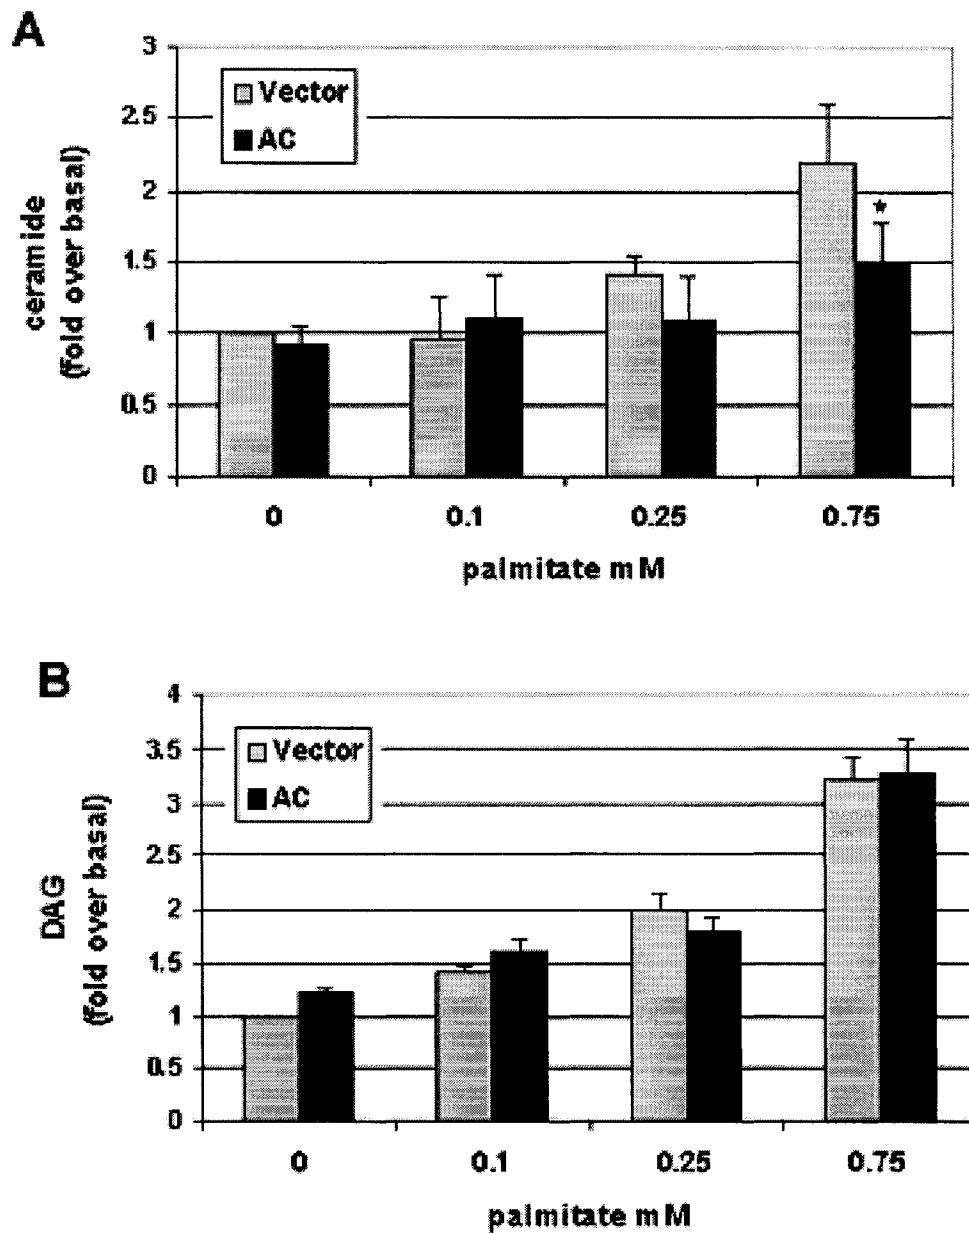 A
3
2.5
2
1.5
1
0.5
0
ceramide
(fold over basal)
Vector
AC
*
0 0.1 0.25 0.75
palmitate mM
B
4
3.5
3
2.5
2
1.5
1
0.5
0
DAG
(fold over basal)
Vector
AC
0 0.1 0.25 0.75
palmitate mM